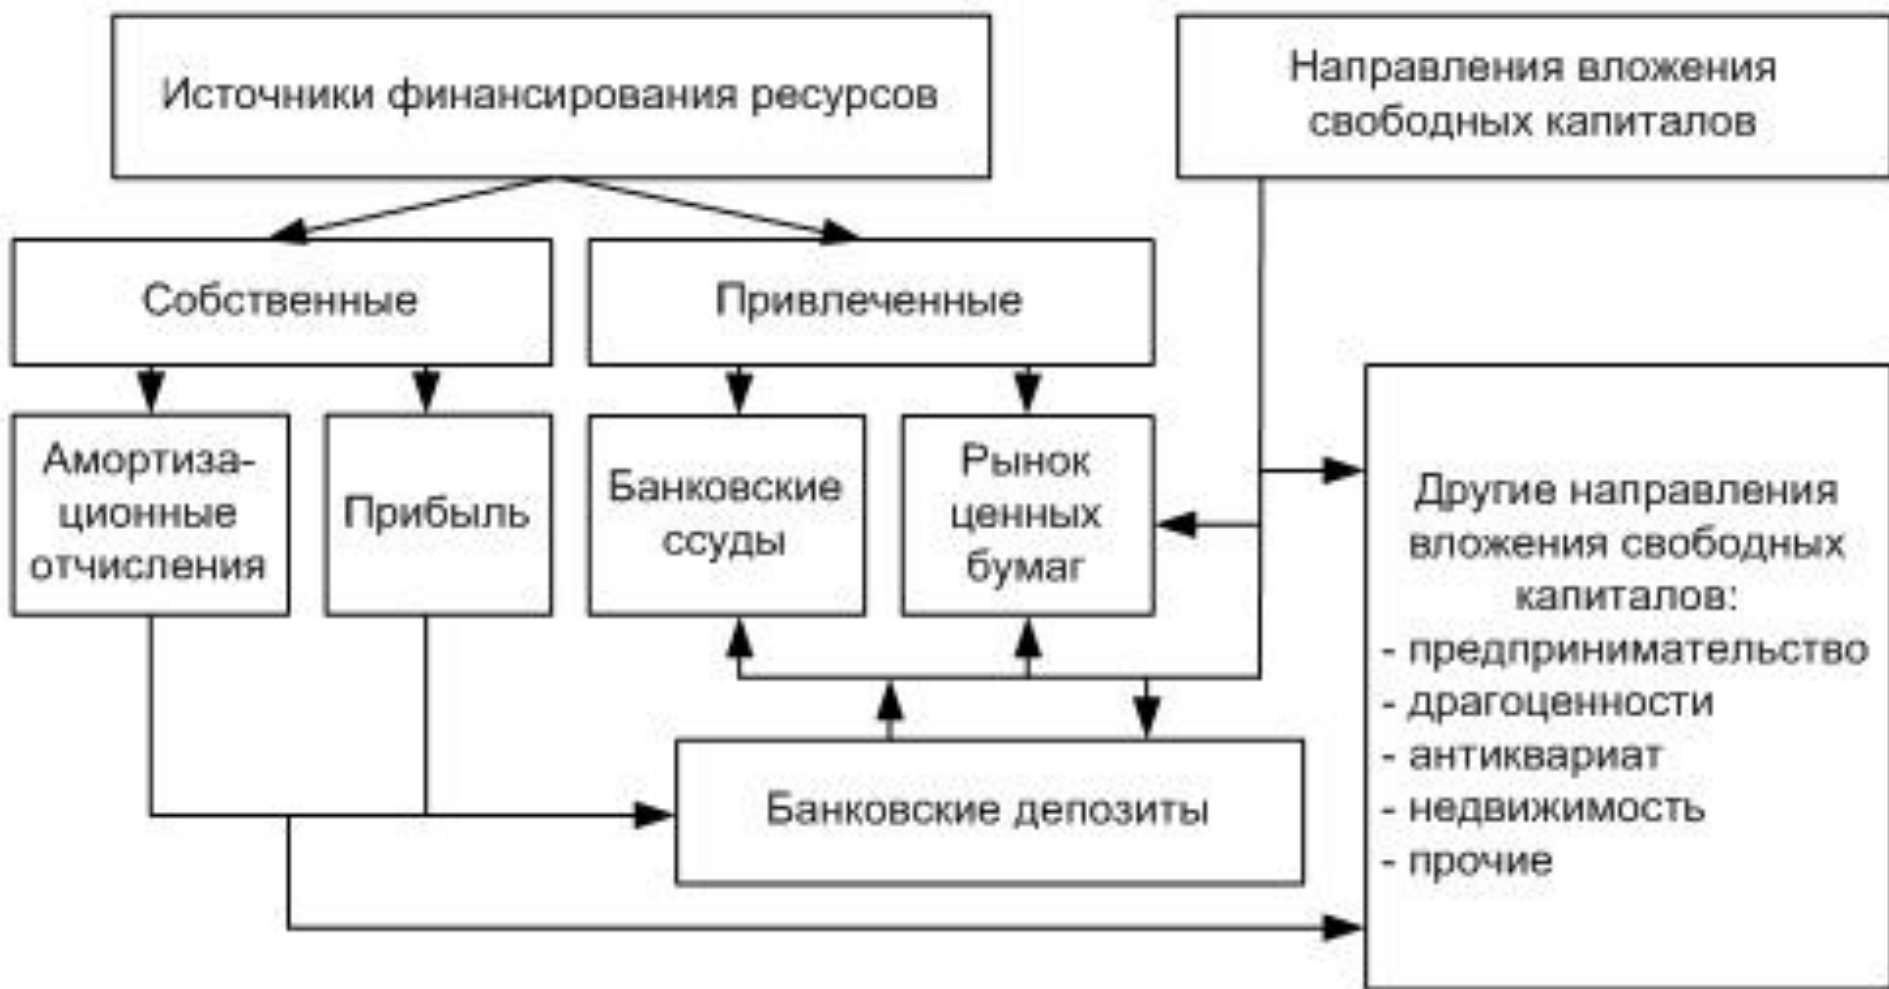 Источники финансирования ресурсов
Направления вложения
свободных капиталов
Собственные
Привлеченные
Амортиза-
ционные
отчисления
Прибыль
Банковские
ссуды
Рынок
ценных
бумаг
Другие направления
вложения свободных
капиталов:
- предпринимательство
- драгоценности
- антиквариат
- недвижимость
- прочие
Банковские депозиты